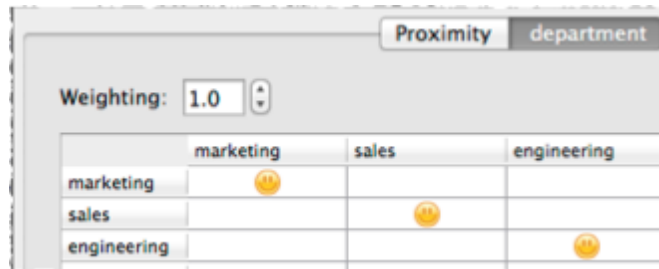 Proximity department
Weighting: 1.0
marketing sales engineering
marketing
sales
engineering